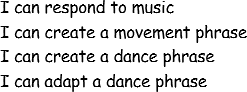 I can respond to music
I can create a movement phrase
I can create a dance phrase
I can adapt a dance phrase